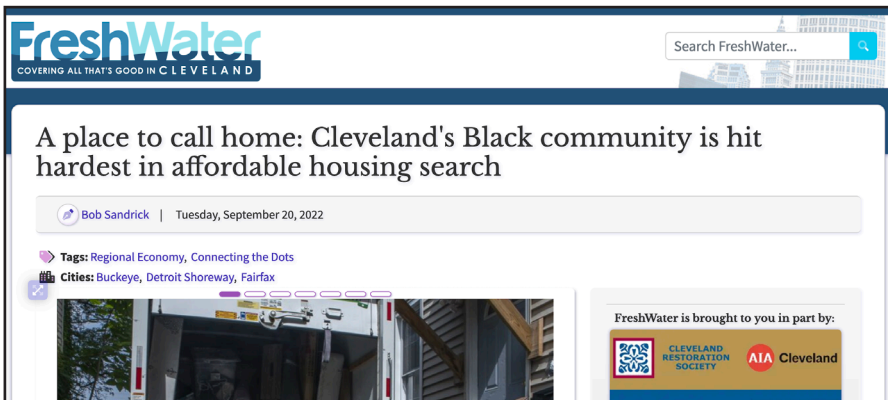 FreshWater
COVERING ALL THAT'S GOOD IN CLEVELAND
Search FreshWater...
A place to call home: Cleveland's Black community is hit
hardest in affordable housing search
Bob Sandrick | Tuesday, September 20, 2022
Tags: Regional Economy, Connecting the Dots
Cities: Buckeye, Detroit Shoreway, Fairfax
FreshWater is brought to you in part by:
CLEVELAND
RESTORATION
SOCIETY
AIA Cleveland